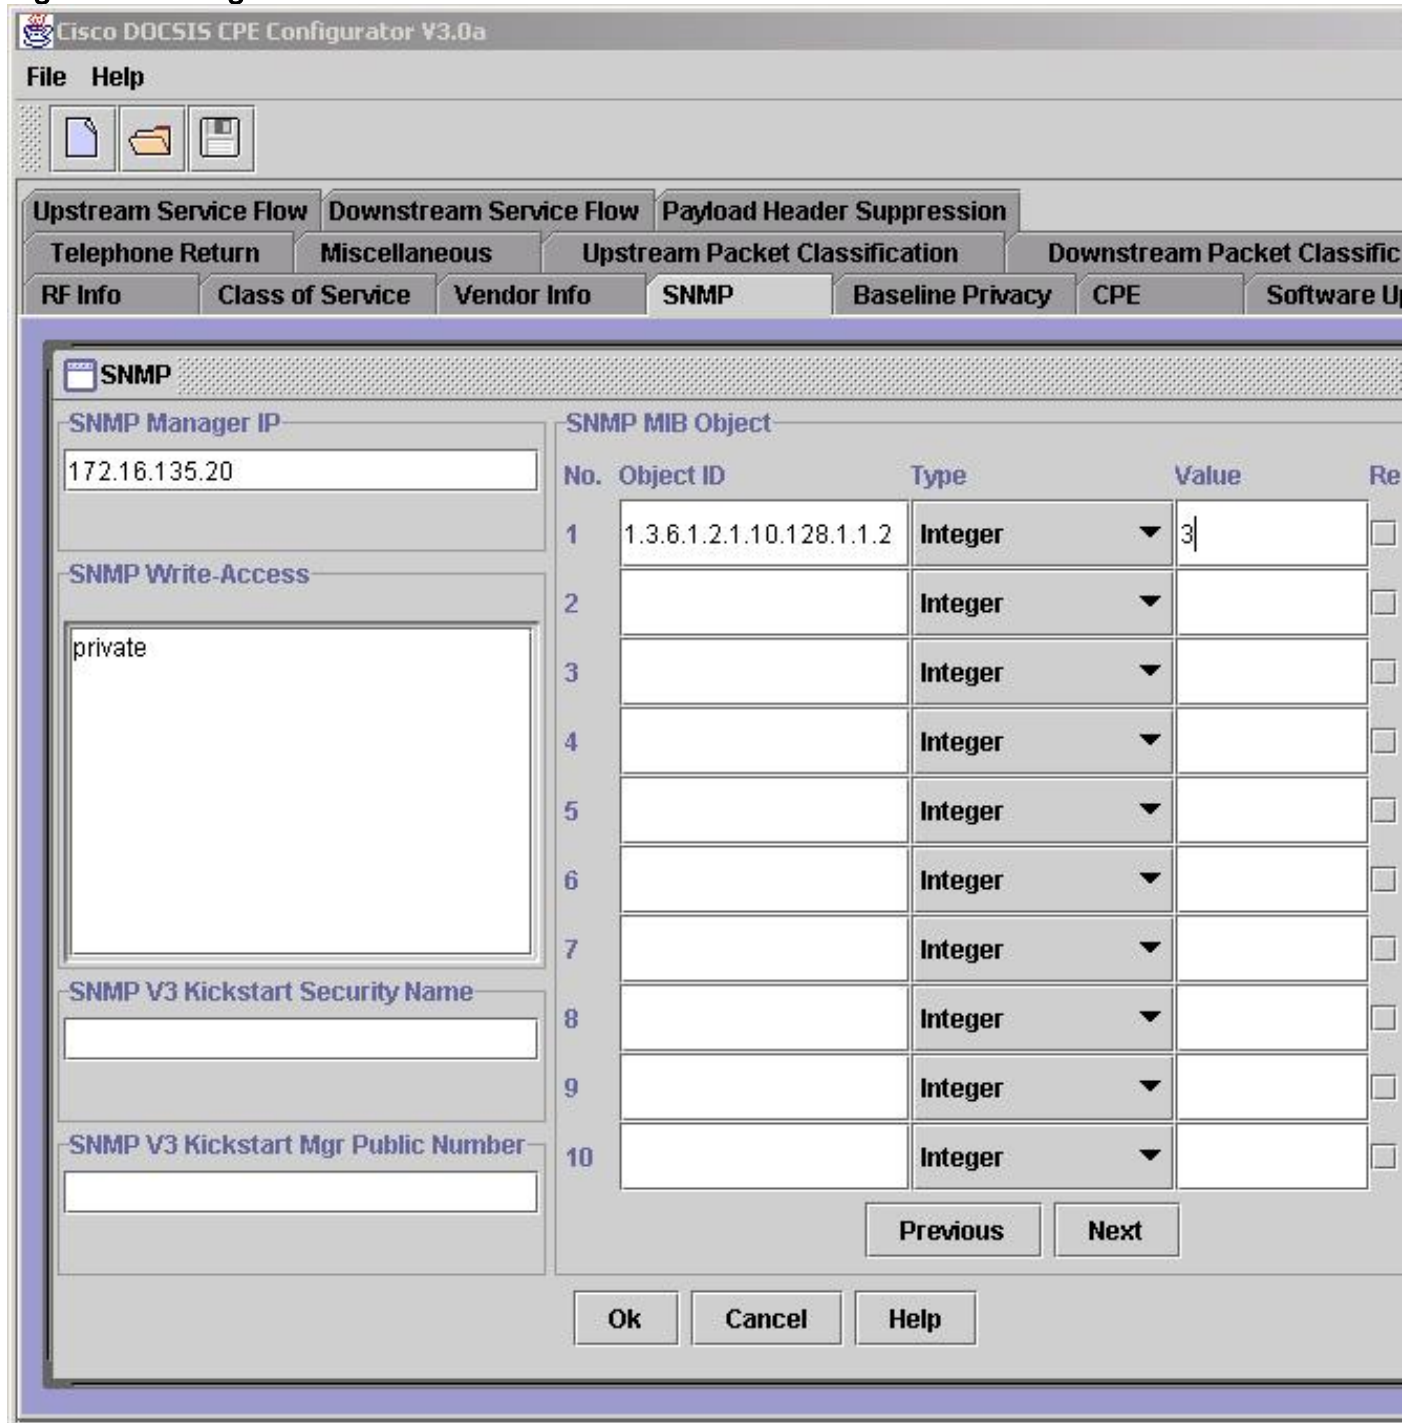 Cisco DOCSIS CPE Configurator V3.0a
File Help
Upstream Service Flow Downstream Service Flow Payload Header Suppression
Telephone Return Miscellaneous Upstream Packet Classification Downstream Packet Classific
RF Info Class of Service Vendor Info SNMP Baseline Privacy CPE Software U
SNMP
SNMP Manager IP
172.16.135.20
SNMP Write-Access
private
SNMP V3 Kickstart Security Name
SNMP V3 Kickstart Mgr Public Number
SNMP MIB Object
No. Object ID Type Value Re
1 1.3.6.1.2.1.10.128.1.1.2 Integer 3
2 Integer
3 Integer
4 Integer
5 Integer
6 Integer
7 Integer
8 Integer
9 Integer
10 Integer
Previous Next
Ok Cancel Help